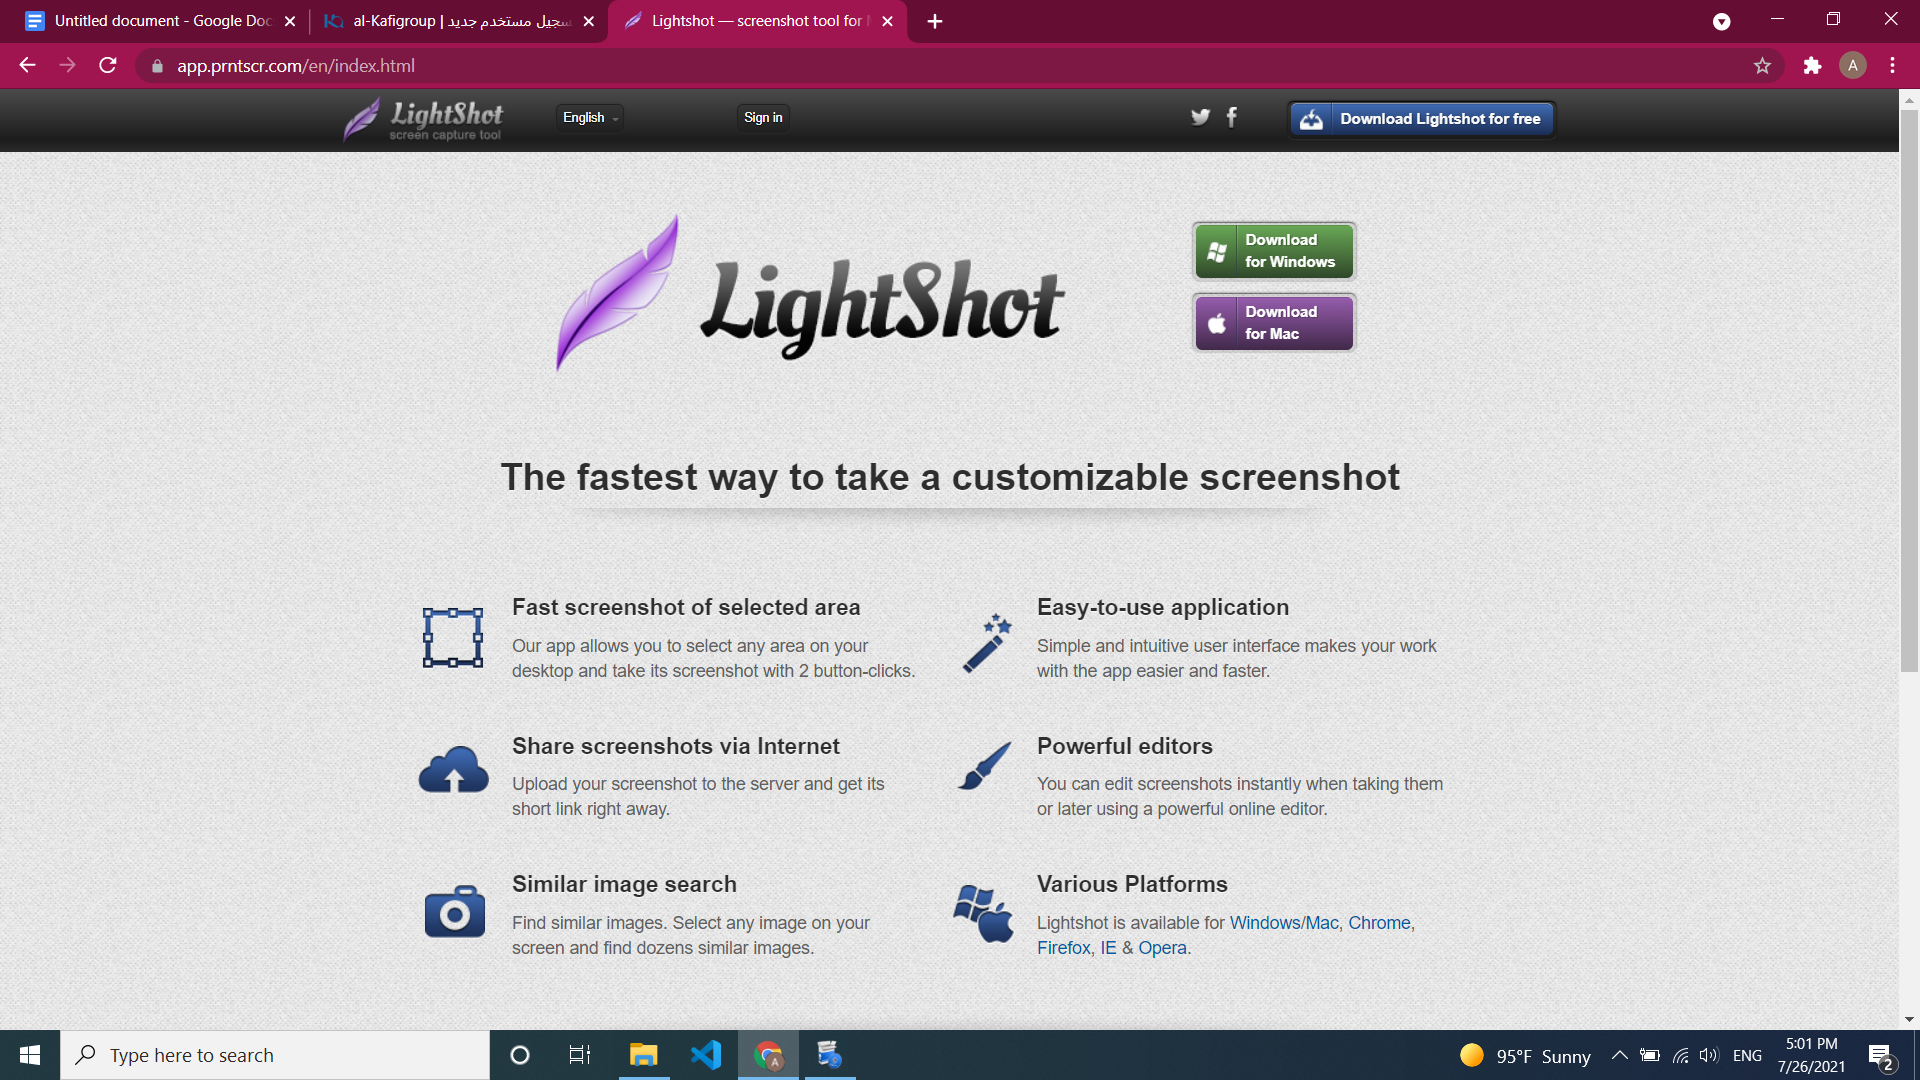 Untitled document - Google Doc
al-Kafigroup | تسجيل مستخدم جديد
Lightshot — screenshot tool for M
app.prntscr.com/en/index.html
A
LightShot
screen capture tool
English
Sign in
Download Lightshot for free
LightShot
Download
for Windows
Download
for Mac
The fastest way to take a customizable screenshot
Fast screenshot of selected area
Our app allows you to select any area on your
desktop and take its screenshot with 2 button-clicks.
Easy-to-use application
Simple and intuitive user interface makes your work
with the app easier and faster.
Share screenshots via Internet
Upload your screenshot to the server and get its
short link right away.
Powerful editors
You can edit screenshots instantly when taking them
or later using a powerful online editor.
Similar image search
Find similar images. Select any image on your
screen and find dozens similar images.
Various Platforms
Lightshot is available for Windows/Mac, Chrome,
Firefox, IE & Opera.
Type here to search
A
95°F Sunny
ENG
5:01 PM
7/26/2021
2